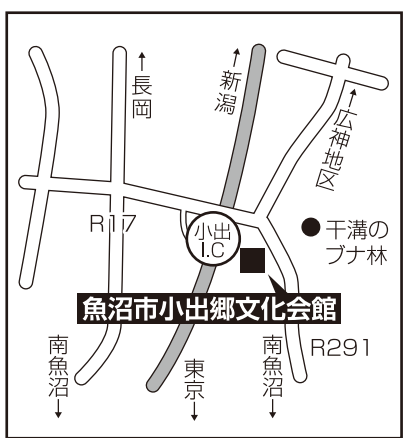 ↑長岡
↑新潟
↑広神地区
R17
小出
I.C
●干溝の
ブナ林
魚沼市小出郷文化会館
南魚沼↓
東京↓
南魚沼↓
R291